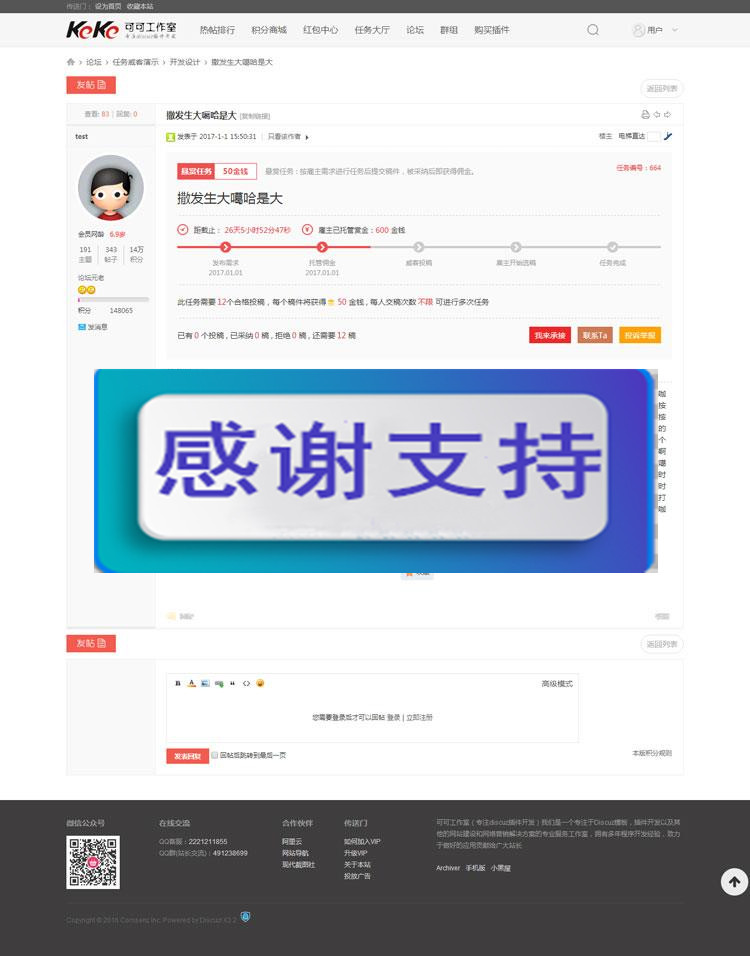 传送门： 设为首页 收藏本站
KeKe 可可工作室
专注discuz插件开发
热帖排行 积分商城 红包中心 任务大厅 论坛 群组 购买插件 用户
› 论坛 › 任务威客演示 › 开发设计 › 撒发生大噶哈是大
发帖 返回列表
查看: 83 | 回复: 0 撒发生大噶哈是大 [复制链接]
test 发表于 2017-1-1 15:50:31 | 只看该作者 楼主 电梯直达
悬赏任务 50金钱 悬赏任务 : 按雇主需求进行任务后提交稿件，被采纳后即获得佣金。 任务编号：664
撒发生大噶哈是大
距截止： 26天5小时52分47秒 雇主已托管赏金：600 金钱
发布需求 托管佣金 威客投稿 雇主开始选稿 任务完成
2017.01.01 2017.01.01
会员网龄 6.9岁
191 343 14万
主题 帖子 积分
论坛元老
积分 148065
发消息
此任务需要 12个合格投稿，每个稿件将获得 50 金钱 , 每人交稿次数 不限 可进行多次任务
已有 0 个投稿 , 已采纳 0 稿 , 拒绝 0 稿 , 还需要 12 稿
我来承接 联系Ta 投诉举报
感谢支持
咖
按
按
的
个
啊
噶
时
时
打
咖
发帖 返回列表
B A 高级模式
您需要登录后才可以回帖 登录 | 立即注册
发表回复 回帖后跳转到最后一页 本版积分规则
微信公众号 在线交流 合作伙伴 传送门
QQ客服：2221211855
QQ群(站长交流)：491238699
阿里云
网站导航
现代裁图社
如何加入VIP
升级VIP
关于本站
投放广告
可可工作室（专注discuz插件开发）我们是一个专注于Discuz模板，插件开发以及其
他的网站建设和网络营销解决方案的专业服务工作室，拥有多年程序开发经验，致力
于做好的应用贡献给广大站长
Archiver 手机版 小黑屋
Copyright © 2016 Comsenz Inc. Powered by Discuz! X3.2